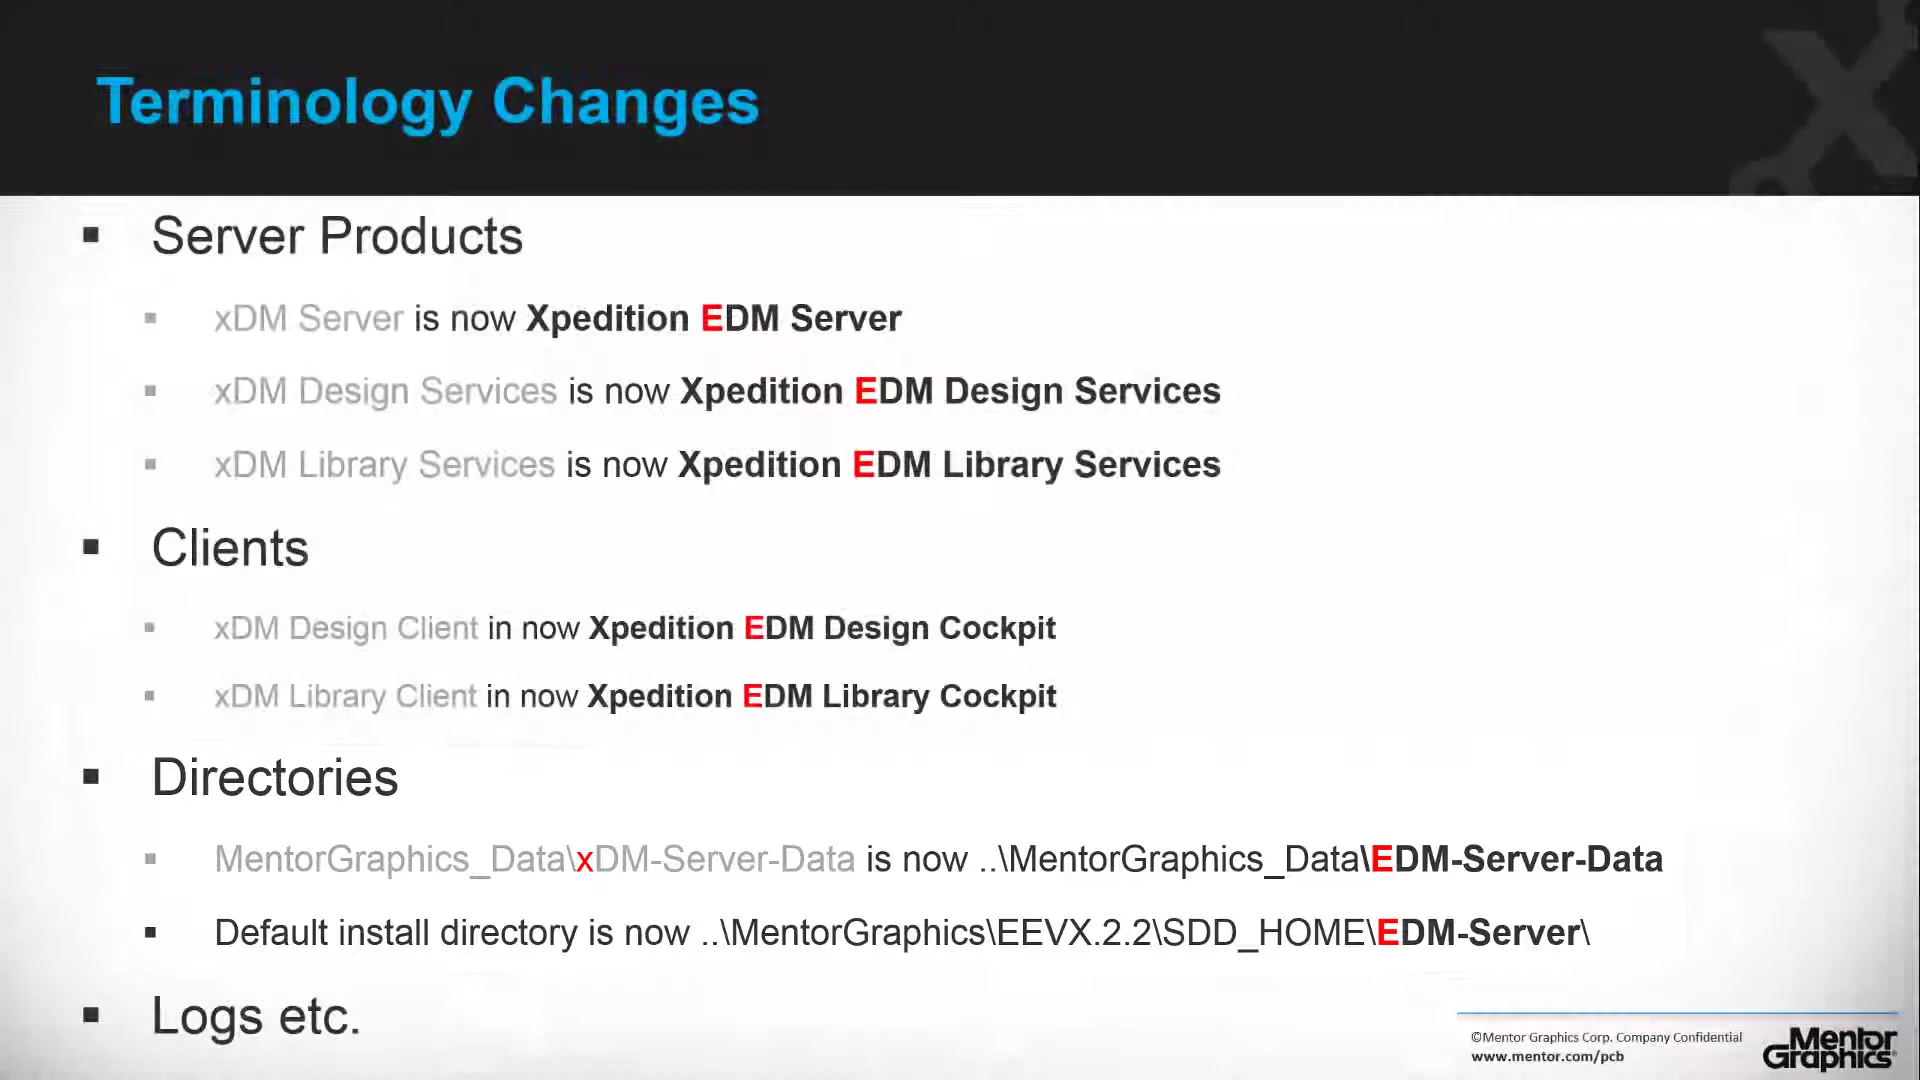 Terminology Changes
Server Products
xDM Server is now Xpedition EDM Server
xDM Design Services is now Xpedition EDM Design Services
xDM Library Services is now Xpedition EDM Library Services
Clients
xDM Design Client in now Xpedition EDM Design Cockpit
xDM Library Client in now Xpedition EDM Library Cockpit
Directories
MentorGraphics_Data\xDM-Server-Data is now ..\MentorGraphics_Data\EDM-Server-Data
Default install directory is now ..\MentorGraphics\EEVX.2.2\SDD_HOME\EDM-Server\
Logs etc.
©Mentor Graphics Corp. Company Confidential
www.mentor.com/pcb
Mentor
Graphics